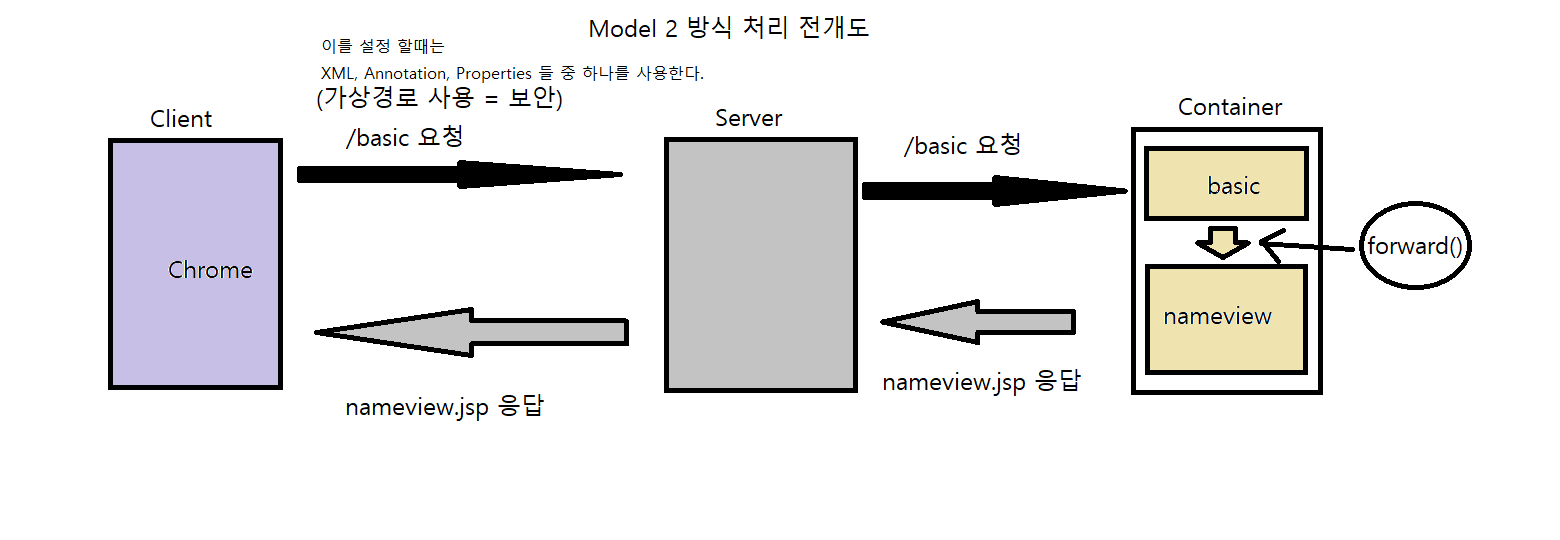 Model 2 방식 처리 전개도
이를 설정 할때는
XML, Annotation, Properties 들 중 하나를 사용한다.
(가상경로 사용 = 보안)
Client
Server
Container
/basic 요청
/basic 요청
basic
forward()
Chrome
nameview
nameview.jsp 응답
nameview.jsp 응답